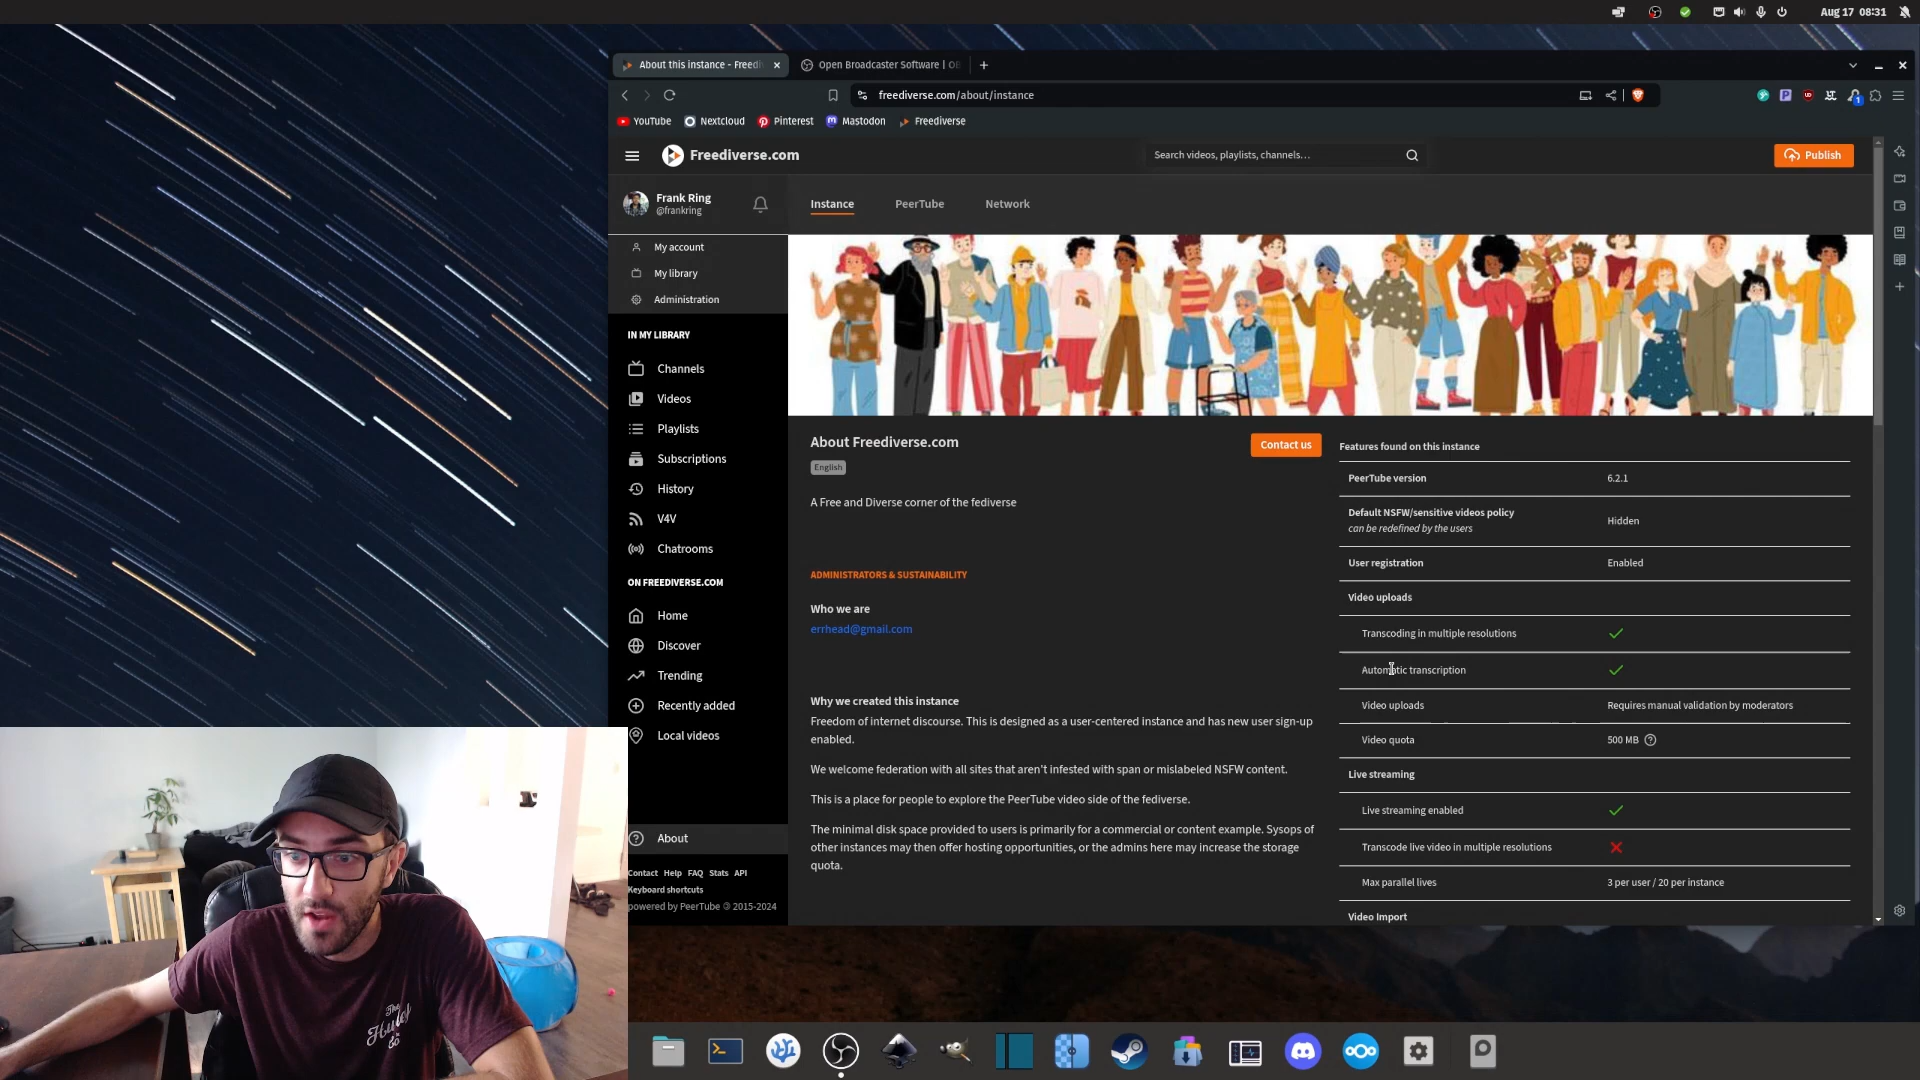 Aug 17 08:31
About this instance - Freedi
Open Broadcaster Software | OB
freediverse.com/about/instance
YouTube
Nextcloud
Pinterest
Mastodon
Freediverse
Freediverse.com
Search videos, playlists, channels…
Publish
Frank Ring
@frankring
Instance
PeerTube
Network
My account
My library
Administration
IN MY LIBRARY
Channels
Videos
Playlists
Subscriptions
History
V4V
Chatrooms
ON FREEDIVERSE.COM
Home
Discover
Trending
Recently added
Local videos
About
Contact Help FAQ Stats API
Keyboard shortcuts
powered by PeerTube © 2015-2024
About Freediverse.com
Contact us
English
A Free and Diverse corner of the fediverse
ADMINISTRATORS & SUSTAINABILITY
Who we are
errhead@gmail.com
Why we created this instance
Freedom of internet discourse. This is designed as a user-centered instance and has new user sign-up
enabled.
We welcome federation with all sites that aren't infested with span or mislabeled NSFW content.
This is a place for people to explore the PeerTube video side of the fediverse.
The minimal disk space provided to users is primarily for a commercial or content example. Sysops of
other instances may then offer hosting opportunities, or the admins here may increase the storage
quota.
Features found on this instance
PeerTube version 6.2.1
Default NSFW/sensitive videos policy
can be redefined by the users
Hidden
User registration Enabled
Video uploads
Transcoding in multiple resolutions
Automatic transcription
Video uploads Requires manual validation by moderators
Video quota 500 MB
Live streaming
Live streaming enabled
Transcode live video in multiple resolutions
Max parallel lives 3 per user / 20 per instance
Video Import